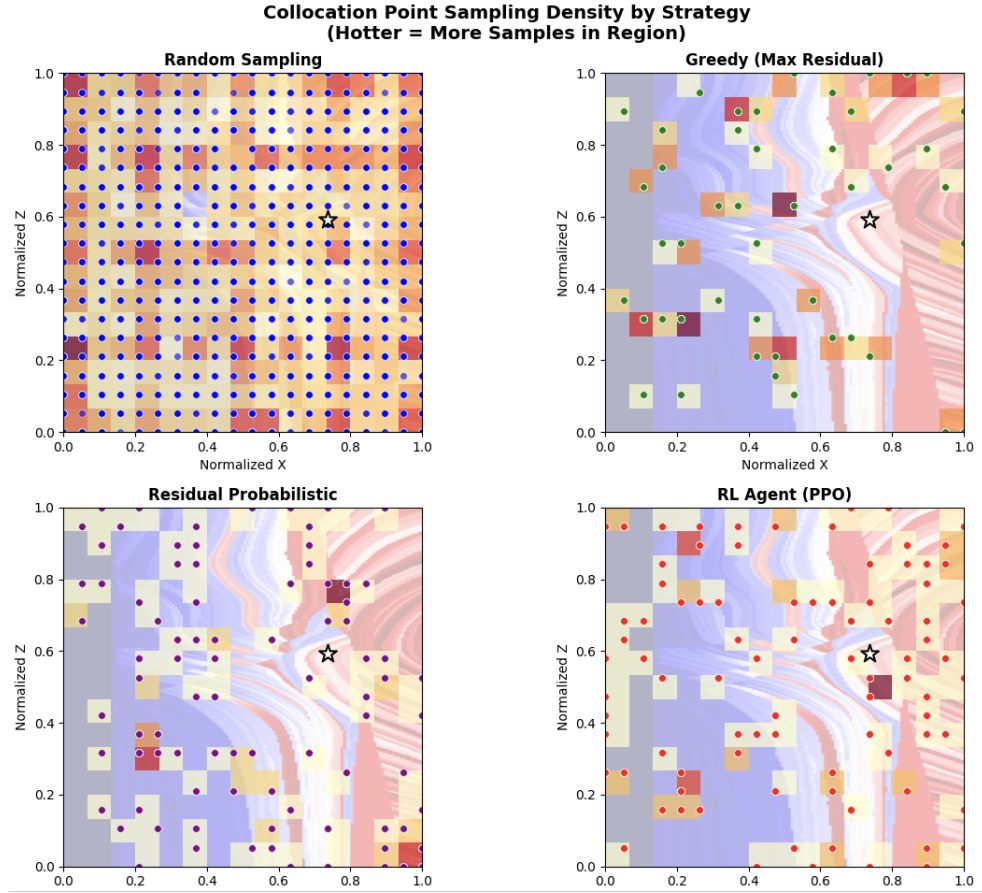 Collocation Point Sampling Density by Strategy
(Hotter = More Samples in Region)
Random Sampling
1.0
0.8
0.6
0.4
0.2
0.0
Normalized Z
0.0 0.2 0.4 0.6 0.8 1.0
Normalized X
Greedy (Max Residual)
1.0
0.8
0.6
0.4
0.2
0.0
Normalized Z
0.0 0.2 0.4 0.6 0.8 1.0
Normalized X
Residual Probabilistic
1.0
0.8
0.6
0.4
0.2
0.0
Normalized Z
0.0 0.2 0.4 0.6 0.8 1.0
RL Agent (PPO)
1.0
0.8
0.6
0.4
0.2
0.0
Normalized Z
0.0 0.2 0.4 0.6 0.8 1.0